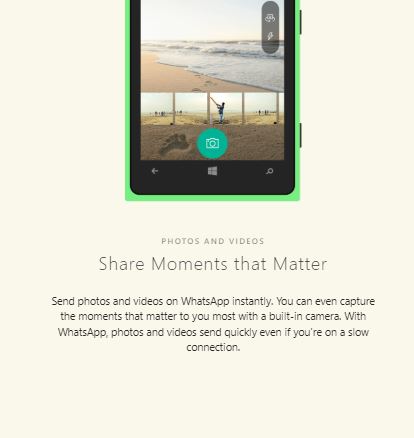 PHOTOS AND VIDEOS
Share Moments that Matter
Send photos and videos on WhatsApp instantly. You can even capture
the moments that matter to you most with a built-in camera. With
WhatsApp, photos and videos send quickly even if you're on a slow
connection.